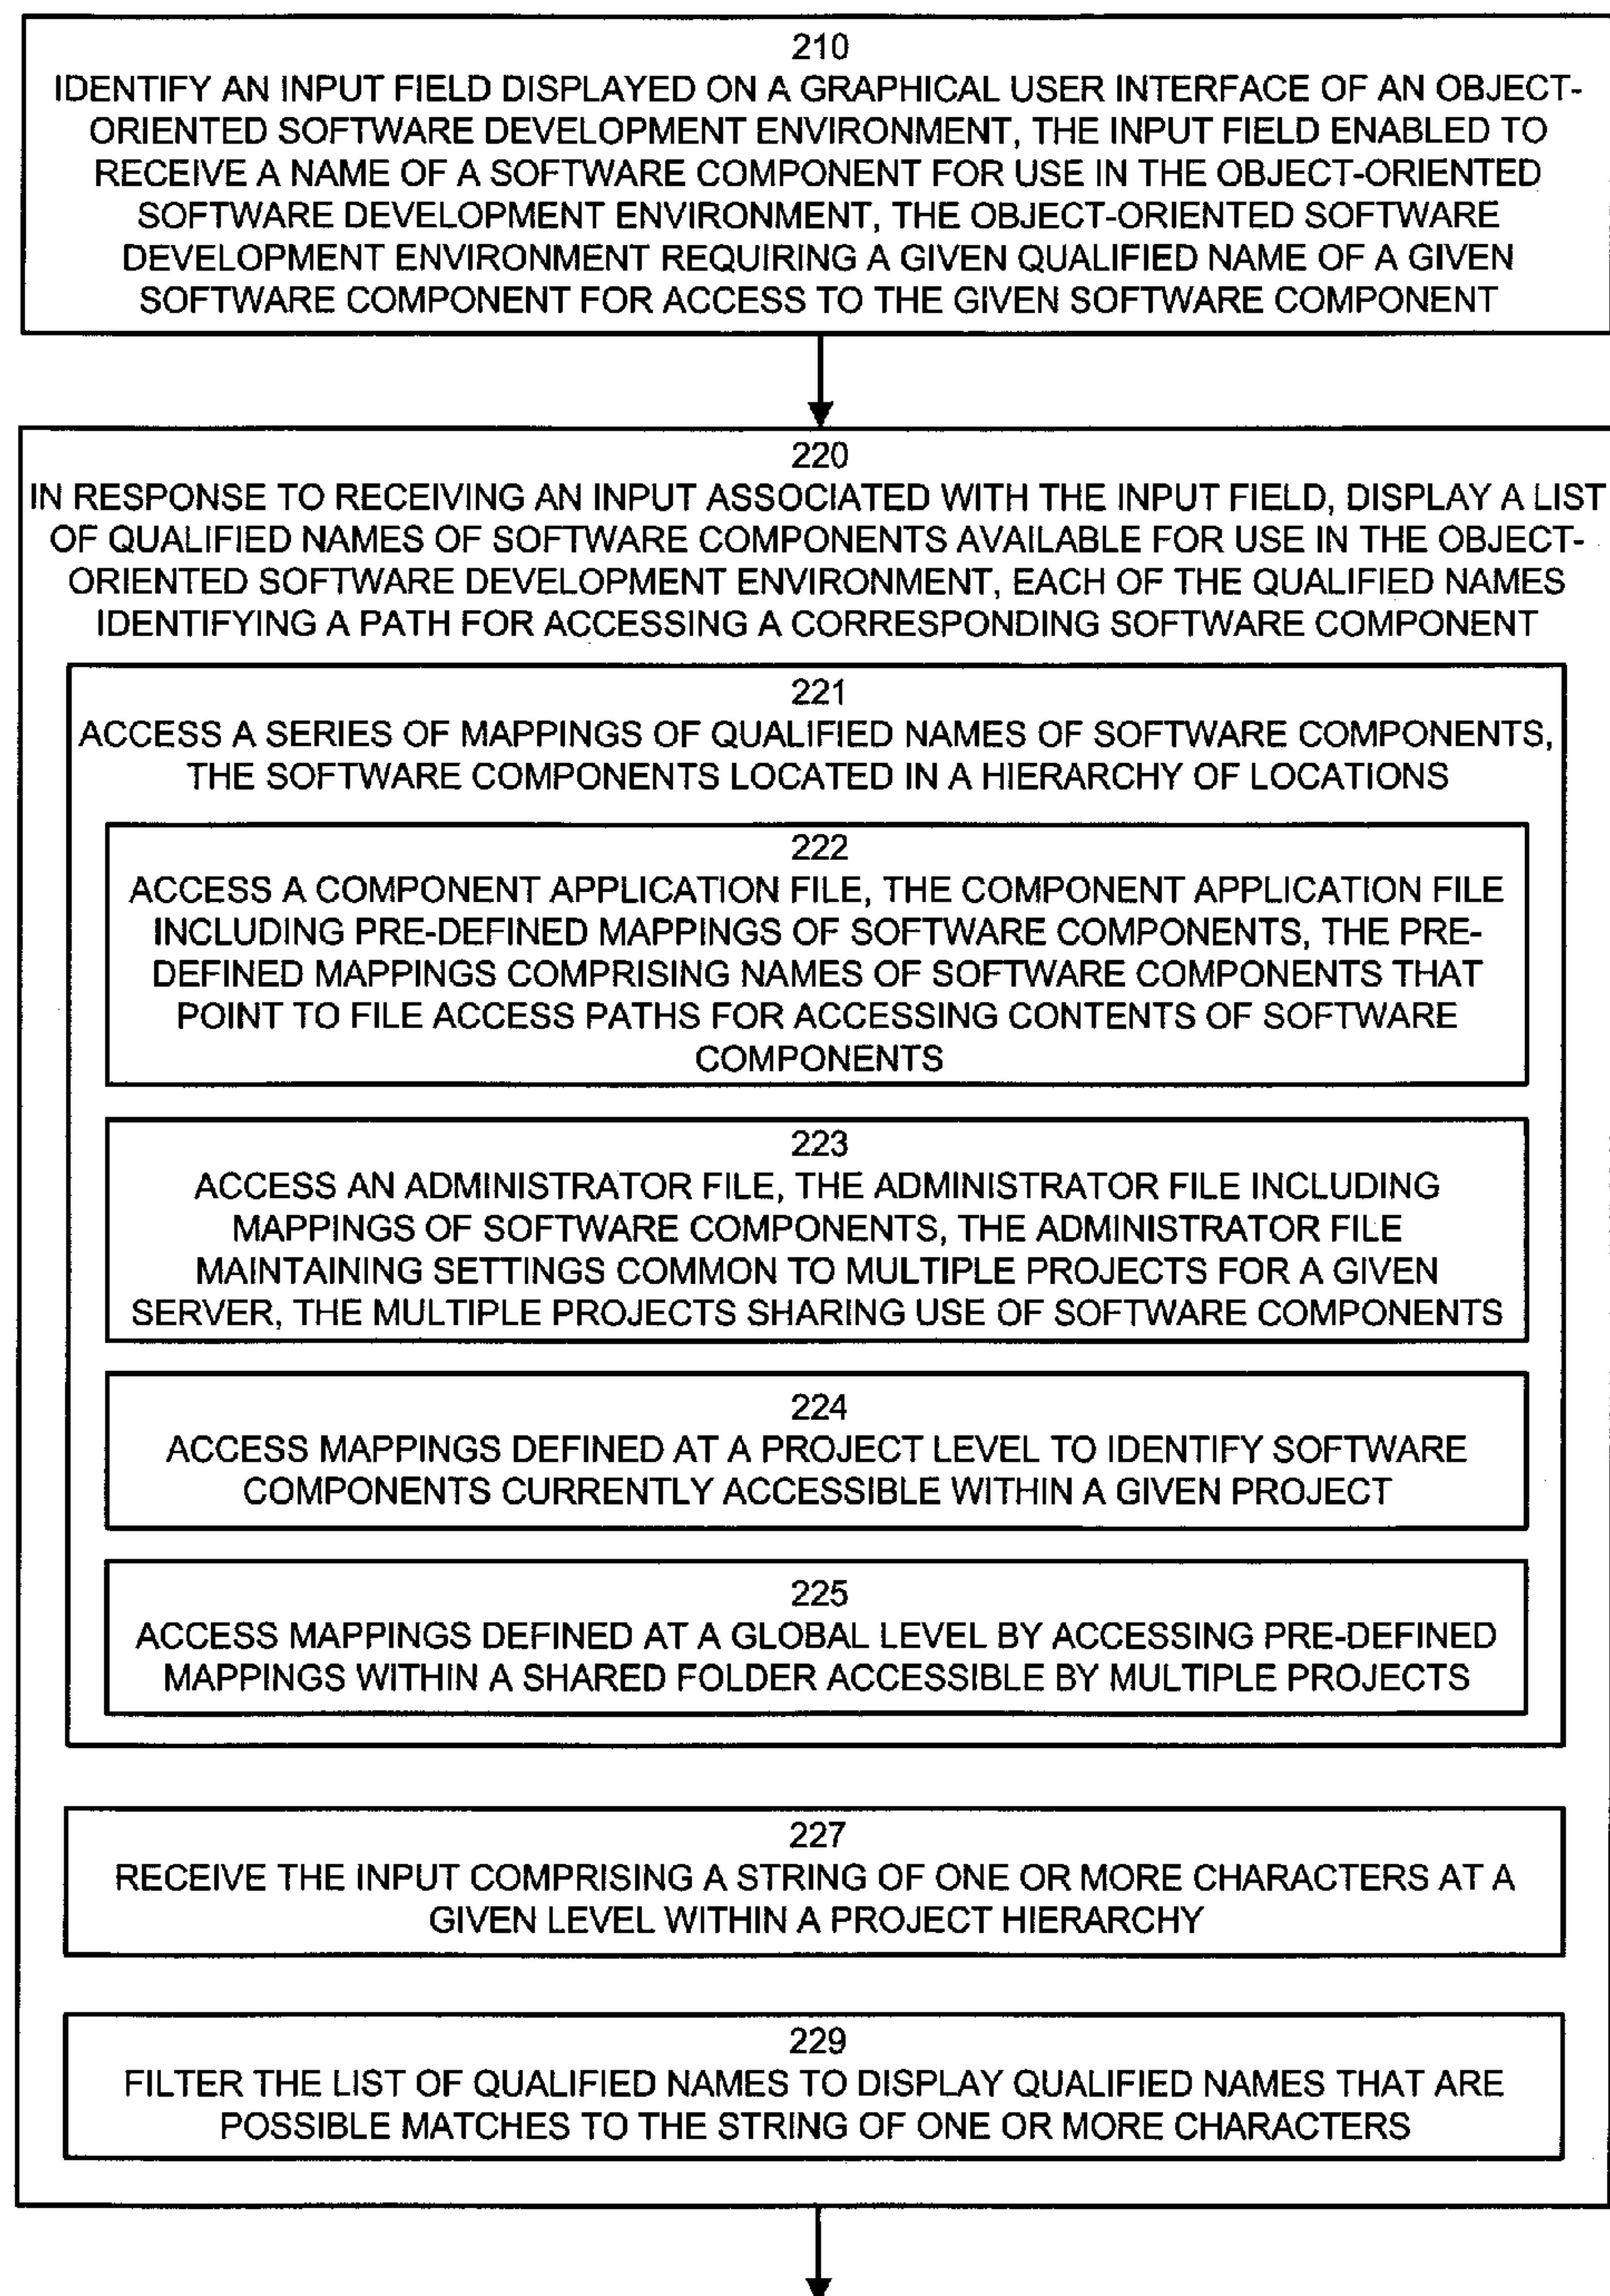 210
IDENTIFY AN INPUT FIELD DISPLAYED ON A GRAPHICAL USER INTERFACE OF AN OBJECT-
ORIENTED SOFTWARE DEVELOPMENT ENVIRONMENT, THE INPUT FIELD ENABLED TO
RECEIVE A NAME OF A SOFTWARE COMPONENT FOR USE IN THE OBJECT-ORIENTED
SOFTWARE DEVELOPMENT ENVIRONMENT, THE OBJECT-ORIENTED SOFTWARE
DEVELOPMENT ENVIRONMENT REQUIRING A GIVEN QUALIFIED NAME OF A GIVEN
SOFTWARE COMPONENT FOR ACCESS TO THE GIVEN SOFTWARE COMPONENT
220
IN RESPONSE TO RECEIVING AN INPUT ASSOCIATED WITH THE INPUT FIELD, DISPLAY A LIST
OF QUALIFIED NAMES OF SOFTWARE COMPONENTS AVAILABLE FOR USE IN THE OBJECT-
ORIENTED SOFTWARE DEVELOPMENT ENVIRONMENT, EACH OF THE QUALIFIED NAMES
IDENTIFYING A PATH FOR ACCESSING A CORRESPONDING SOFTWARE COMPONENT
221
ACCESS A SERIES OF MAPPINGS OF QUALIFIED NAMES OF SOFTWARE COMPONENTS,
THE SOFTWARE COMPONENTS LOCATED IN A HIERARCHY OF LOCATIONS
222
ACCESS A COMPONENT APPLICATION FILE, THE COMPONENT APPLICATION FILE
INCLUDING PRE-DEFINED MAPPINGS OF SOFTWARE COMPONENTS, THE PRE-
DEFINED MAPPINGS COMPRISING NAMES OF SOFTWARE COMPONENTS THAT
POINT TO FILE ACCESS PATHS FOR ACCESSING CONTENTS OF SOFTWARE
COMPONENTS
223
ACCESS AN ADMINISTRATOR FILE, THE ADMINISTRATOR FILE INCLUDING
MAPPINGS OF SOFTWARE COMPONENTS, THE ADMINISTRATOR FILE
MAINTAINING SETTINGS COMMON TO MULTIPLE PROJECTS FOR A GIVEN
SERVER, THE MULTIPLE PROJECTS SHARING USE OF SOFTWARE COMPONENTS
224
ACCESS MAPPINGS DEFINED AT A PROJECT LEVEL TO IDENTIFY SOFTWARE
COMPONENTS CURRENTLY ACCESSIBLE WITHIN A GIVEN PROJECT
225
ACCESS MAPPINGS DEFINED AT A GLOBAL LEVEL BY ACCESSING PRE-DEFINED
MAPPINGS WITHIN A SHARED FOLDER ACCESSIBLE BY MULTIPLE PROJECTS
227
RECEIVE THE INPUT COMPRISING A STRING OF ONE OR MORE CHARACTERS AT A
GIVEN LEVEL WITHIN A PROJECT HIERARCHY
229
FILTER THE LIST OF QUALIFIED NAMES TO DISPLAY QUALIFIED NAMES THAT ARE
POSSIBLE MATCHES TO THE STRING OF ONE OR MORE CHARACTERS